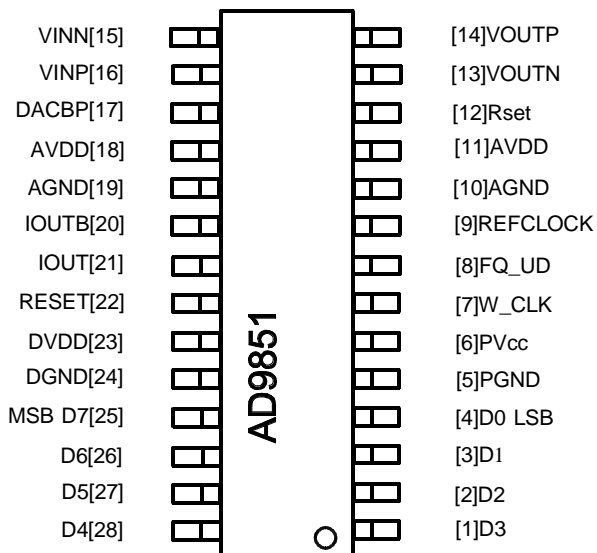 VINN[15] [14]VOUTP
VINP[16] [13]VOUTN
DACBP[17] [12]Rset
AVDD[18] [11]AVDD
AGND[19] [10]AGND
IOUTB[20] [9]REFCLOCK
IOUT[21] [8]FQ_UD
RESET[22] [7]W_CLK
DVDD[23] [6]PVcc
DGND[24] [5]PGND
MSB D7[25] [4]D0 LSB
D6[26] [3]D1
D5[27] [2]D2
D4[28] [1]D3
AD9851